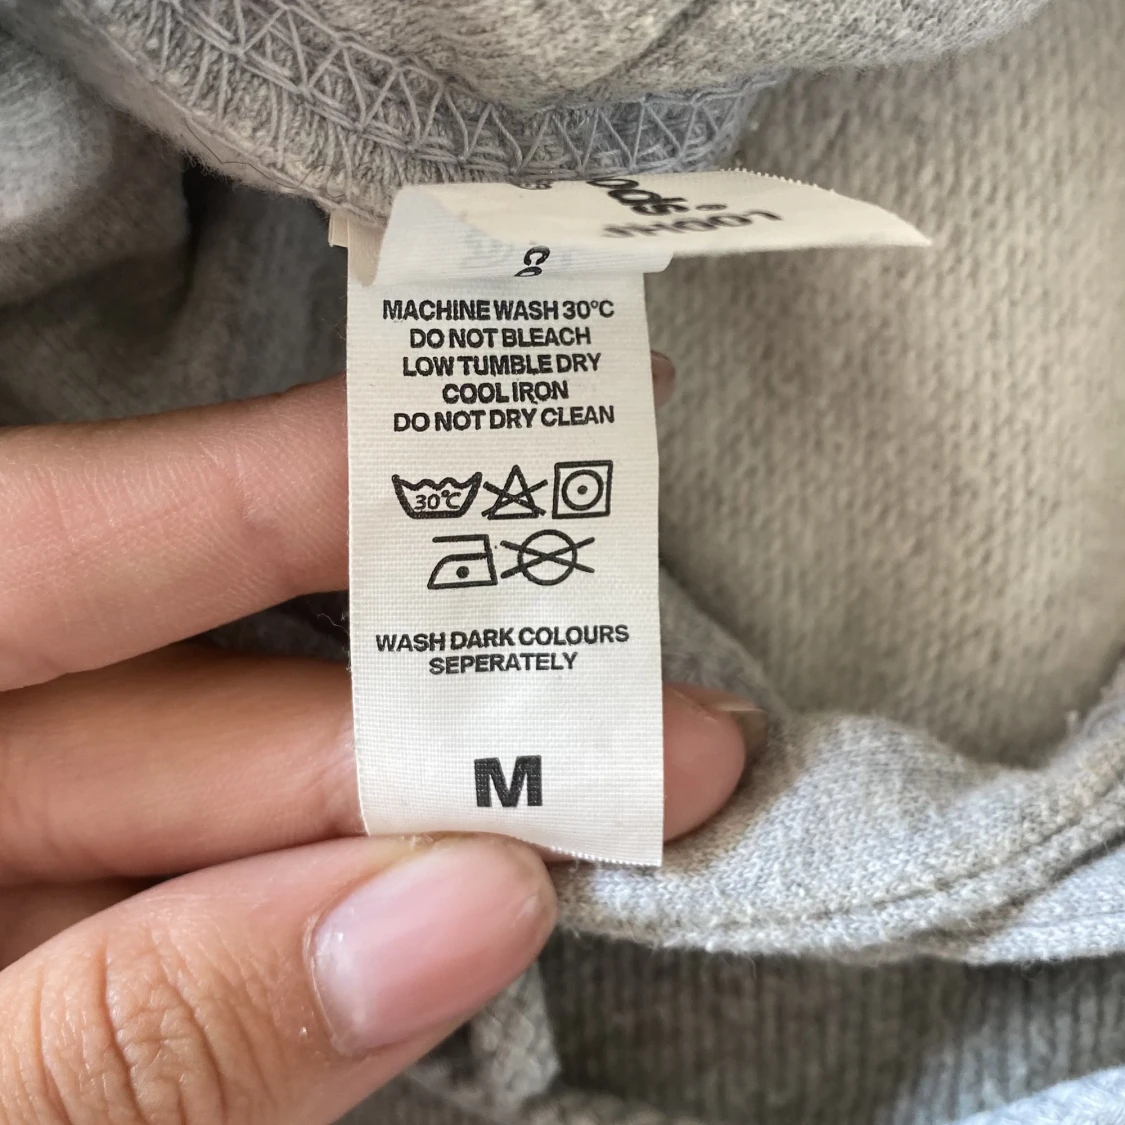 MACHINE WASH 30°C
DO NOT BLEACH
LOW TUMBLE DRY
COOL IRON
DO NOT DRY CLEAN
30°C
WASH DARK COLOURS
SEPERATELY
M